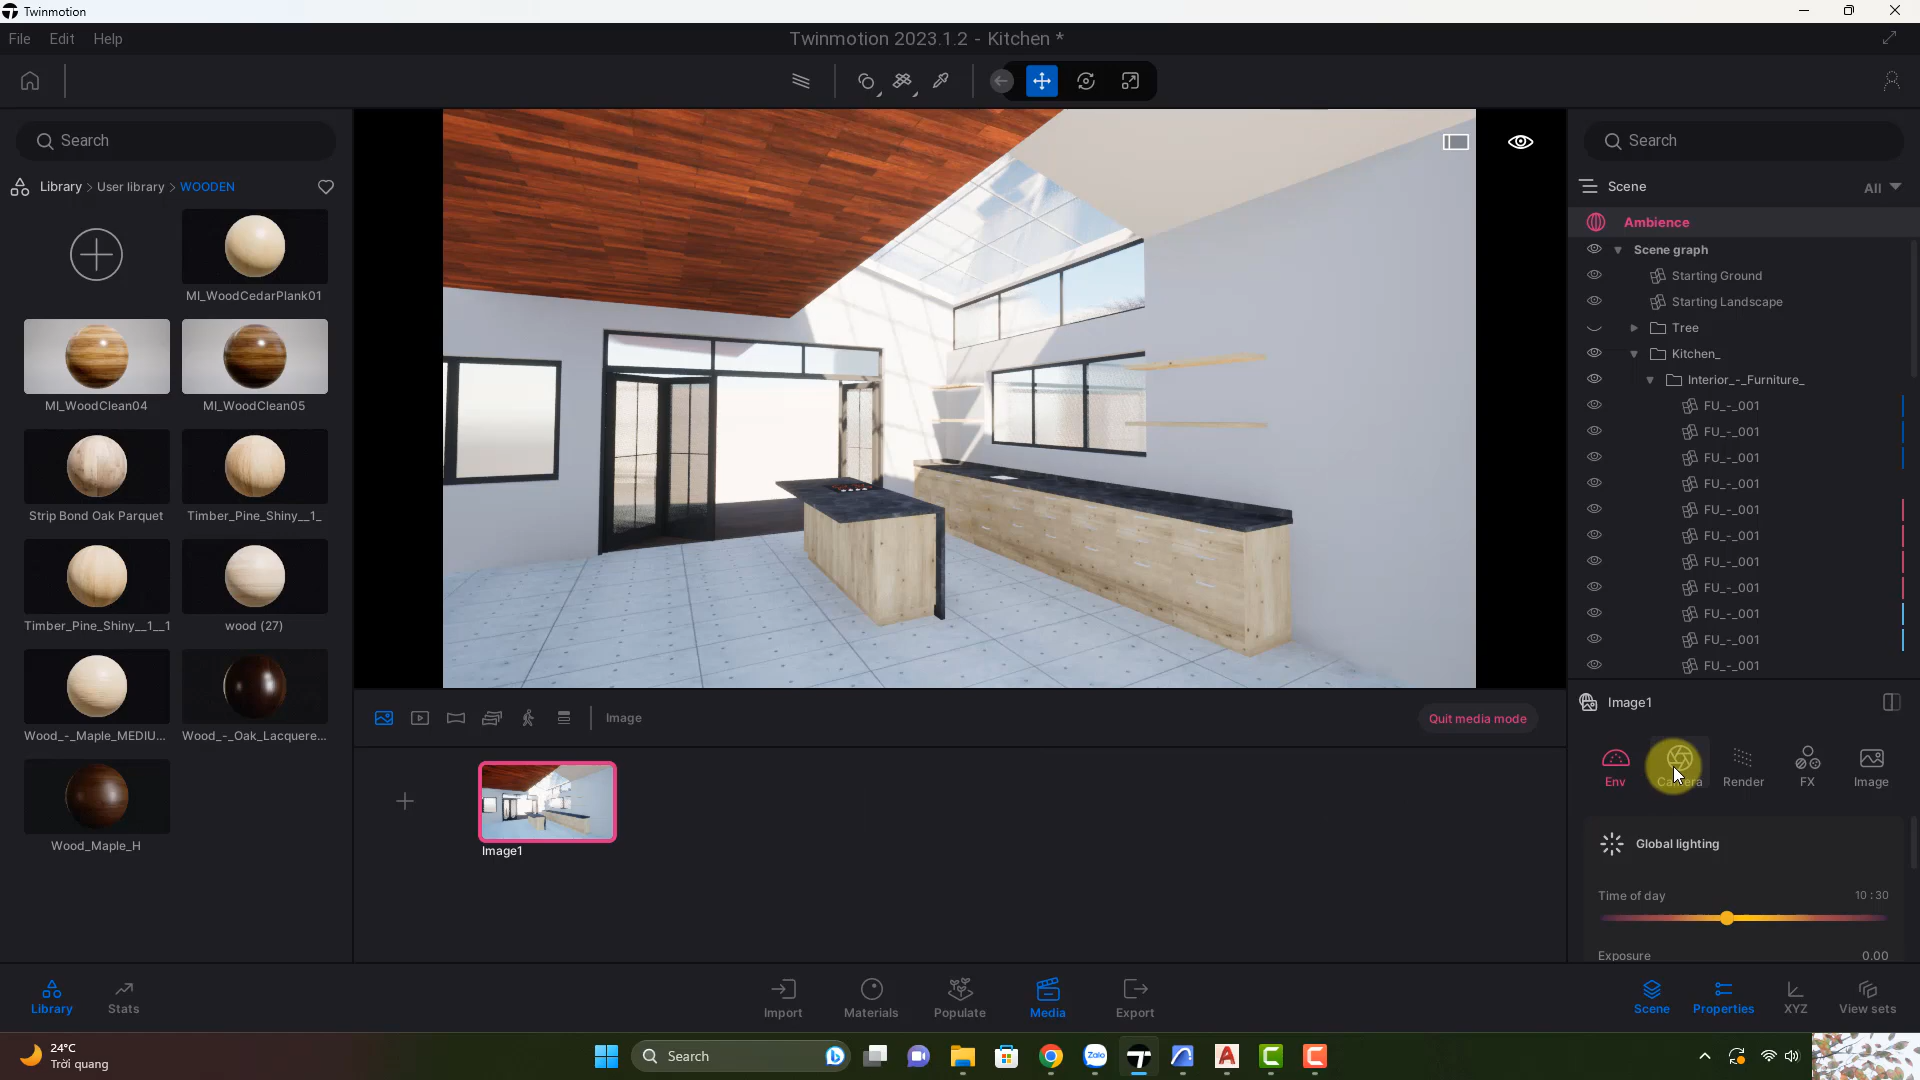 Twinmotion
File Edit Help
Twinmotion 2023.1.2 - Kitchen *
Search
Library > User library > WOODEN
MI_WoodCedarPlank01
MI_WoodClean04 MI_WoodClean05
Strip Bond Oak Parquet Timber_Pine_Shiny__1_
Timber_Pine_Shiny__1__1 wood (27)
Wood_-_Maple_MEDIU... Wood_-_Oak_Lacquere...
Wood_Maple_H
Image
Quit media mode
Image1
Search
Scene
All
Ambience
Scene graph
Starting Ground
Starting Landscape
Tree
Kitchen_
Interior_-_Furniture_
FU_-_001
FU_-_001
FU_-_001
FU_-_001
FU_-_001
FU_-_001
FU_-_001
FU_-_001
FU_-_001
FU_-_001
FU_-_001
Image1
Env Camera Render FX Image
Global lighting
Time of day 10:30
Exposure 0.00
Library Stats
Import Materials Populate Media Export
Scene Properties XYZ View sets
24°C
Trời quang
Search
Zalo